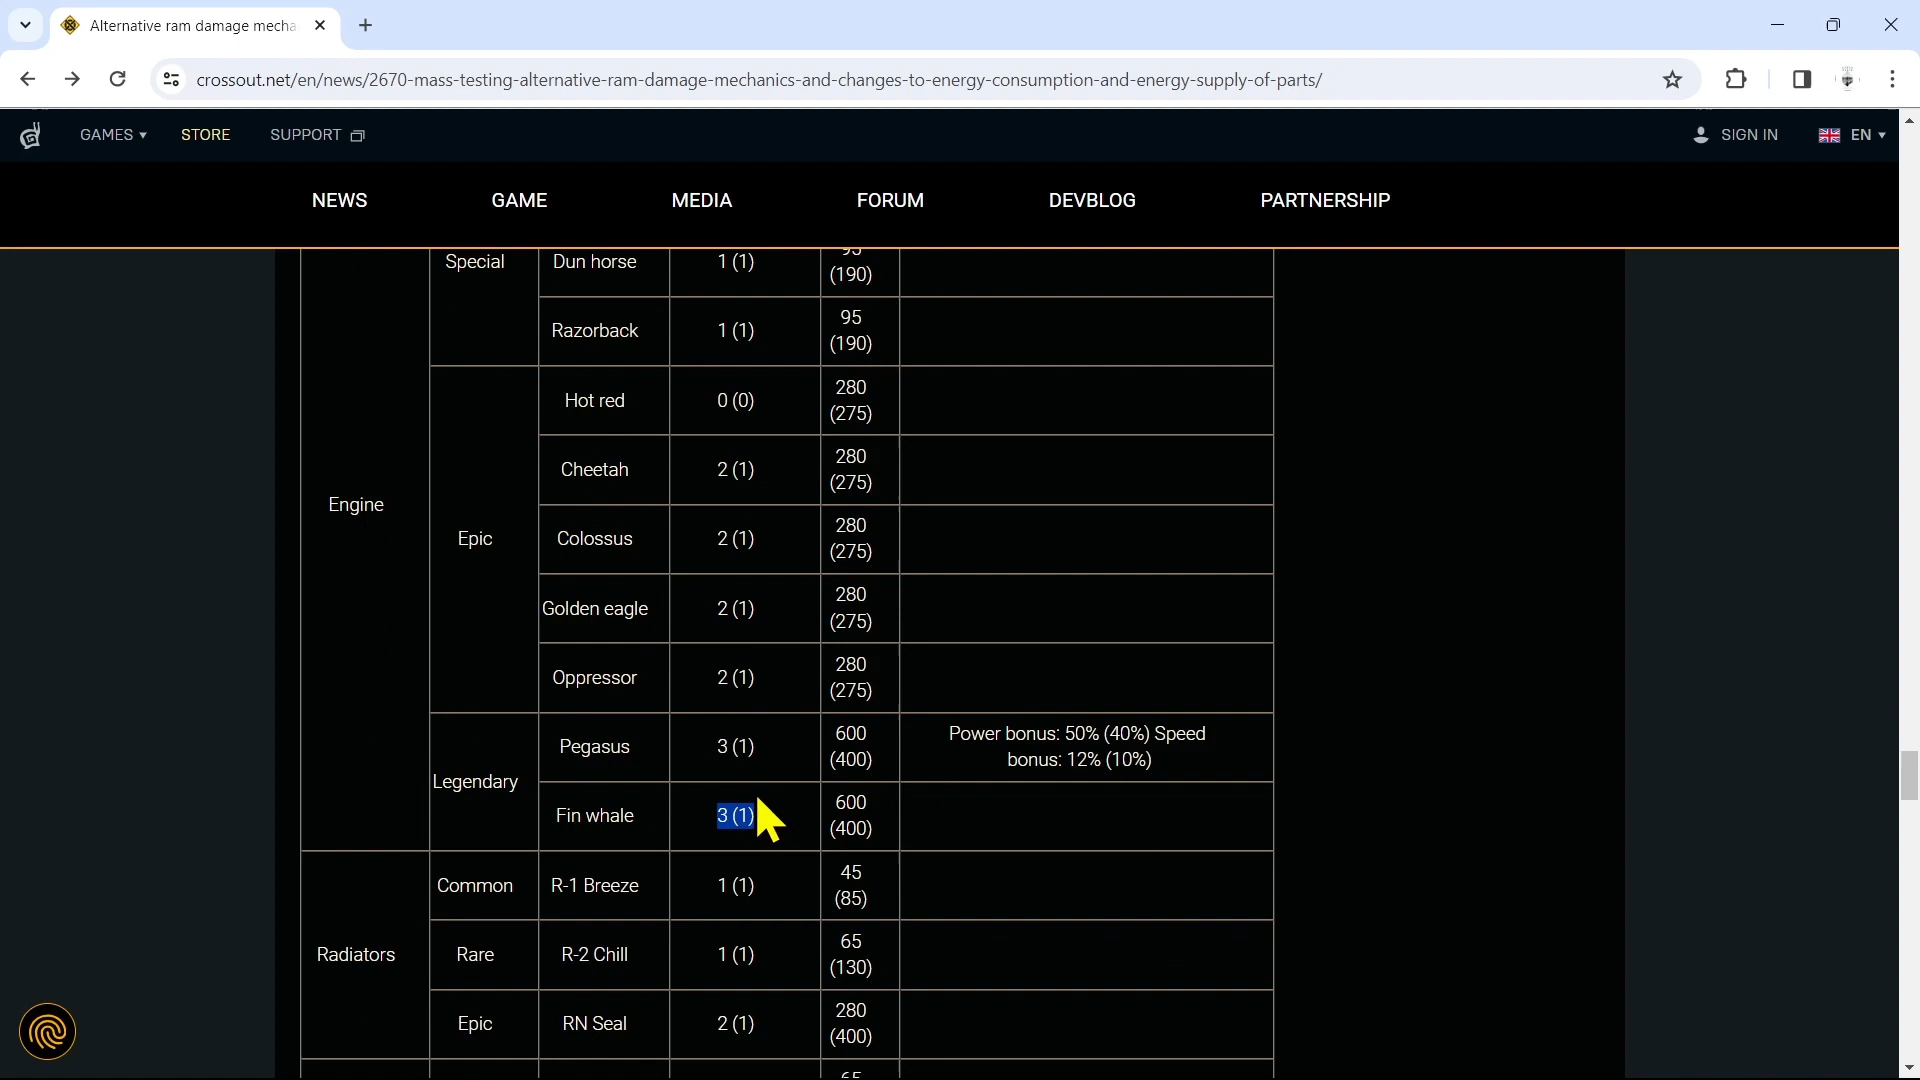 Alternative ram damage mecha
crossout.net/en/news/2670-mass-testing-alternative-ram-damage-mechanics-and-changes-to-energy-consumption-and-energy-supply-of-parts/
GAMES STORE SUPPORT SIGN IN EN
NEWS GAME MEDIA FORUM DEVBLOG PARTNERSHIP
Engine
Special
Dun horse 1 (1) 95
(190)
Razorback 1 (1) 95
(190)
Epic
Hot red 0 (0) 280
(275)
Cheetah 2 (1) 280
(275)
Colossus 2 (1) 280
(275)
Golden eagle 2 (1) 280
(275)
Oppressor 2 (1) 280
(275)
Legendary
Pegasus 3 (1) 600
(400)
Power bonus: 50% (40%) Speed
bonus: 12% (10%)
Fin whale 3 (1) 600
(400)
Radiators
Common R-1 Breeze 1 (1) 45
(85)
Rare R-2 Chill 1 (1) 65
(130)
Epic RN Seal 2 (1) 280
(400)